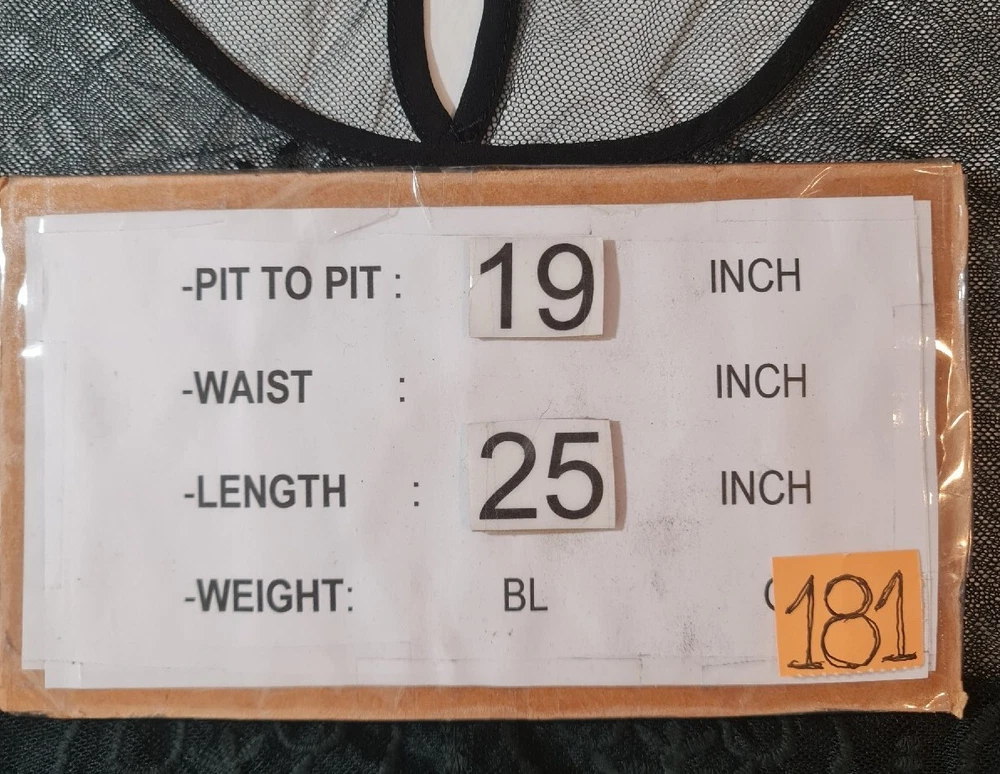 -PIT TO PIT : 19 INCH
-WAIST : INCH
-LENGTH : 25 INCH
-WEIGHT: BL
181